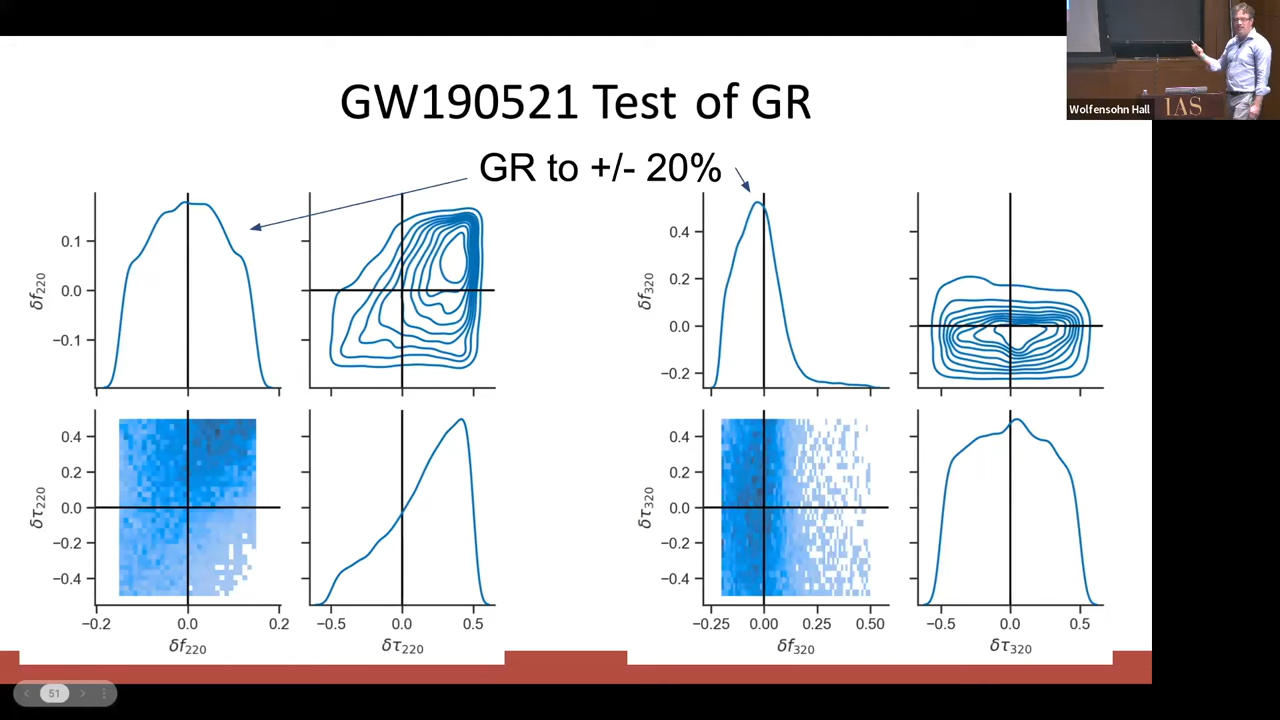 GW190521 Test of GR
GR to +/- 20%
Wolfensohn Hall
IAS
δf₂₂₀
0.1
0.0
−0.1
δτ₂₂₀
0.4
0.2
0.0
−0.2
−0.4
−0.2 0.0 0.2
δf₂₂₀
−0.5 0.0 0.5
δτ₂₂₀
δf₃₂₀
0.4
0.2
0.0
−0.2
δτ₃₂₀
0.4
0.2
0.0
−0.2
−0.4
−0.25 0.00 0.25 0.50
δf₃₂₀
−0.5 0.0 0.5
δτ₃₂₀
51